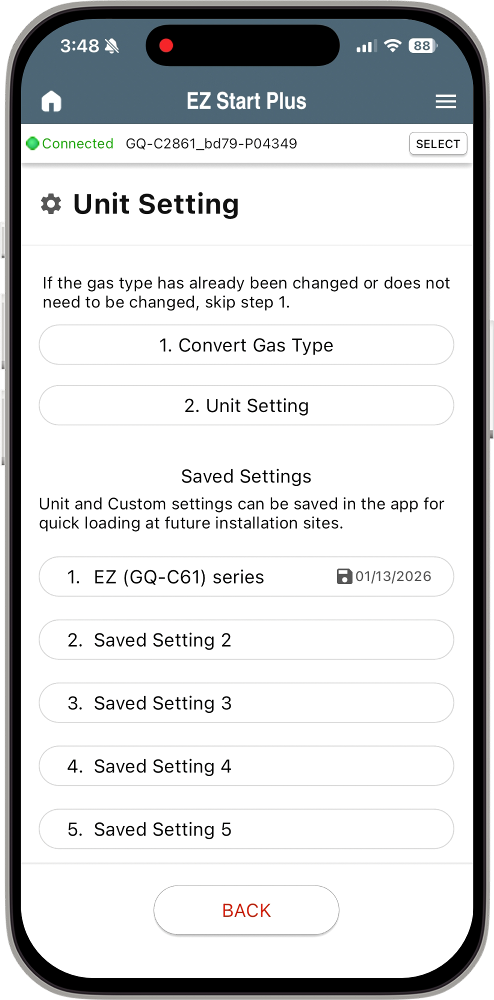 3:48
88
EZ Start Plus
Connected GQ-C2861_bd79-P04349 SELECT
Unit Setting
If the gas type has already been changed or does not
need to be changed, skip step 1.
1. Convert Gas Type
2. Unit Setting
Saved Settings
Unit and Custom settings can be saved in the app for
quick loading at future installation sites.
1. EZ (GQ-C61) series 01/13/2026
2. Saved Setting 2
3. Saved Setting 3
4. Saved Setting 4
5. Saved Setting 5
BACK